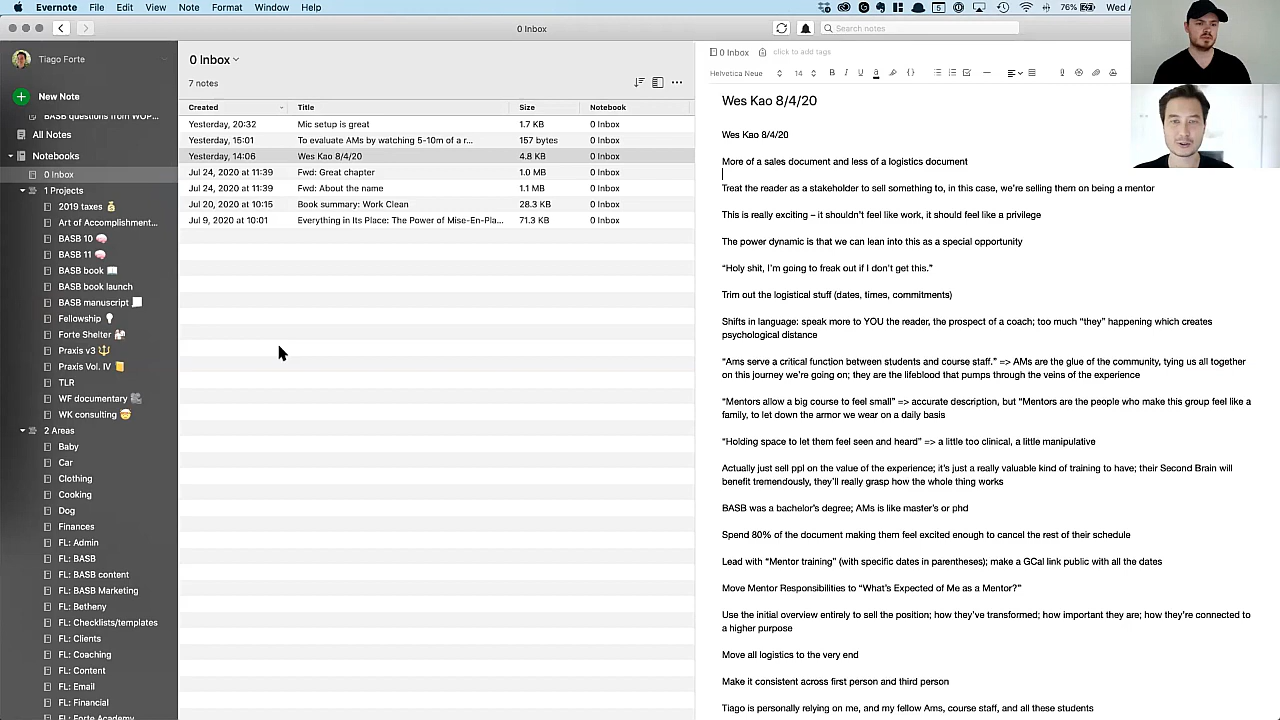 Evernote File Edit View Note Format Window Help
5
76% Wed A
0 Inbox
Search notes
Tiago Forte
New Note
BASB questions from WOP...
All Notes
Notebooks
0 Inbox
1 Projects
2019 taxes 💰
Art of Accomplishment...
BASB 10 🧠
BASB 11 🧠
BASB book 📖
BASB book launch
BASB manuscript
Fellowship
Forte Shelter
Praxis v3 🔱
Praxis Vol. IV
TLR
WF documentary
WK consulting 🤯
2 Areas
Baby
Car
Clothing
Cooking
Dog
Finances
FL: Admin
FL: BASB
FL: BASB content
FL: BASB Marketing
FL: Betheny
FL: Checklists/templates
FL: Clients
FL: Coaching
FL: Content
FL: Email
FL: Financial
FL: Forte Academy
0 Inbox
7 notes
Created Title Size Notebook
Yesterday, 20:32 Mic setup is great 1.7 KB 0 Inbox
Yesterday, 15:01 To evaluate AMs by watching 5-10m of a r... 157 bytes 0 Inbox
Yesterday, 14:06 Wes Kao 8/4/20 4.8 KB 0 Inbox
Jul 24, 2020 at 11:39 Fwd: Great chapter 1.0 MB 0 Inbox
Jul 24, 2020 at 11:39 Fwd: About the name 1.1 MB 0 Inbox
Jul 20, 2020 at 10:15 Book summary: Work Clean 28.3 KB 0 Inbox
Jul 9, 2020 at 10:01 Everything in Its Place: The Power of Mise-En-Pla... 71.3 KB 0 Inbox
0 Inbox click to add tags
Helvetica Neue 14 B I U a {}
Wes Kao 8/4/20
Wes Kao 8/4/20
More of a sales document and less of a logistics document
Treat the reader as a stakeholder to sell something to, in this case, we’re selling them on being a mentor
This is really exciting – it shouldn’t feel like work, it should feel like a privilege
The power dynamic is that we can lean into this as a special opportunity
“Holy shit, I’m going to freak out if I don’t get this.”
Trim out the logistical stuff (dates, times, commitments)
Shifts in language: speak more to YOU the reader, the prospect of a coach; too much “they” happening which creates
psychological distance
“Ams serve a critical function between students and course staff.” => AMs are the glue of the community, tying us all together
on this journey we’re going on; they are the lifeblood that pumps through the veins of the experience
“Mentors allow a big course to feel small” => accurate description, but “Mentors are the people who make this group feel like a
family, to let down the armor we wear on a daily basis
“Holding space to let them feel seen and heard” => a little too clinical, a little manipulative
Actually just sell ppl on the value of the experience; it’s just a really valuable kind of training to have; their Second Brain will
benefit tremendously, they’ll really grasp how the whole thing works
BASB was a bachelor’s degree; AMs is like master’s or phd
Spend 80% of the document making them feel excited enough to cancel the rest of their schedule
Lead with “Mentor training” (with specific dates in parentheses); make a GCal link public with all the dates
Move Mentor Responsibilities to “What’s Expected of Me as a Mentor?”
Use the initial overview entirely to sell the position; how they’ve transformed; how important they are; how they’re connected to
a higher purpose
Move all logistics to the very end
Make it consistent across first person and third person
Tiago is personally relying on me, and my fellow Ams, course staff, and all these students